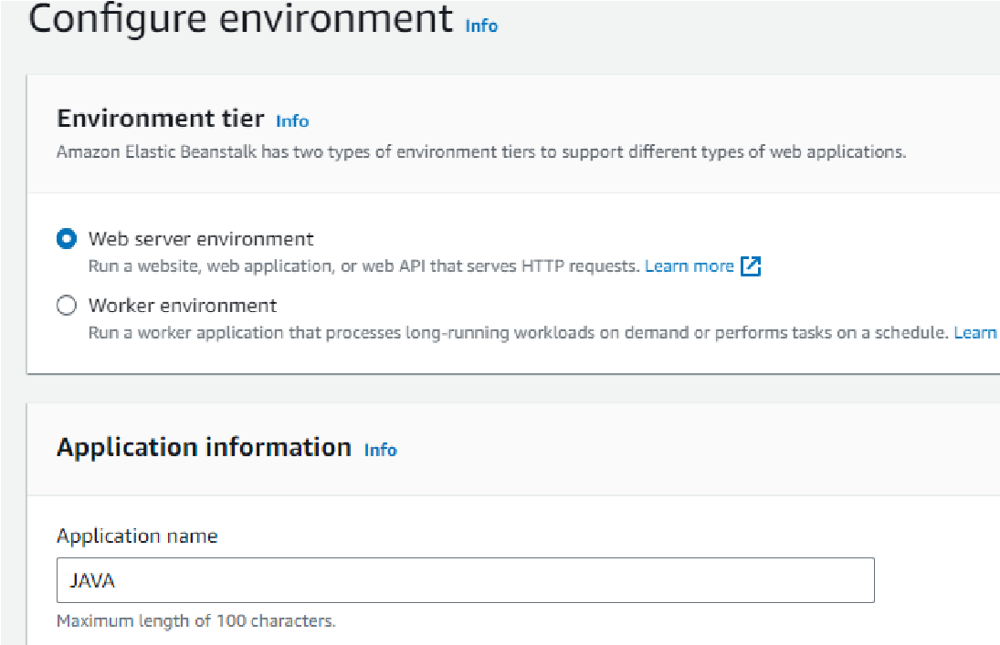 Configure environment Info
Environment tier Info
Amazon Elastic Beanstalk has two types of environment tiers to support different types of web applications.
Web server environment
Run a website, web application, or web API that serves HTTP requests. Learn more
Worker environment
Run a worker application that processes long-running workloads on demand or performs tasks on a schedule. Learn
Application information Info
Application name
JAVA
Maximum length of 100 characters.